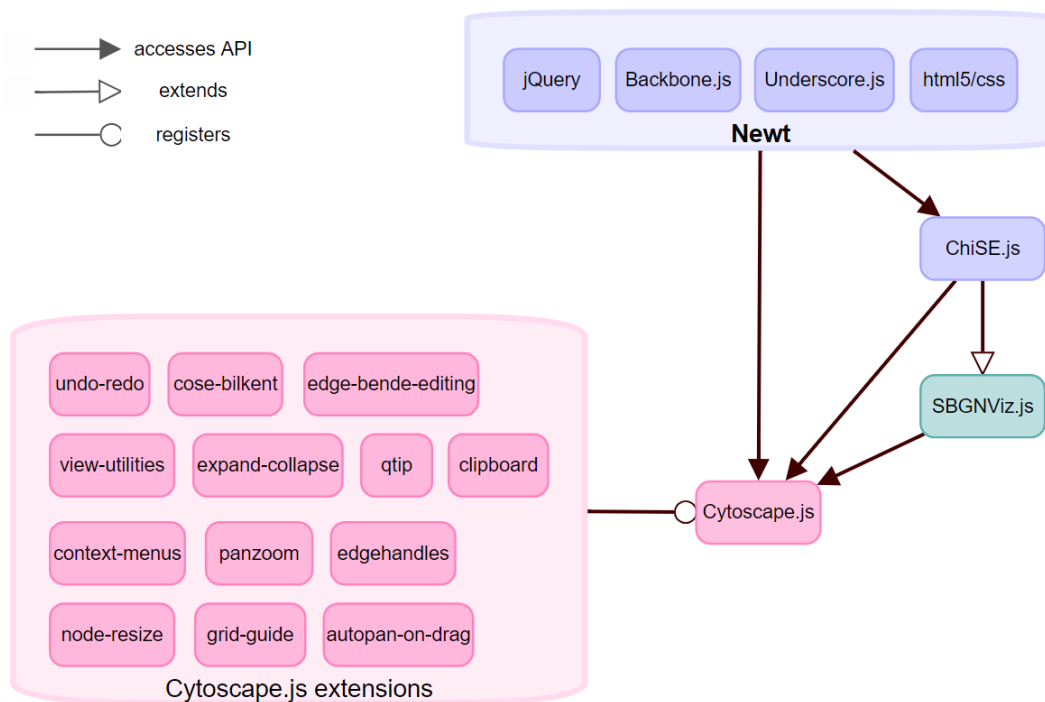 accesses API
extends
registers
jQuery
Backbone.js
Underscore.js
html5/css
Newt
ChiSE.js
SBGNViz.js
Cytoscape.js
undo-redo
cose-bilkent
edge-bende-editing
view-utilities
expand-collapse
qtip
clipboard
context-menus
panzoom
edgehandles
node-resize
grid-guide
autopan-on-drag
Cytoscape.js extensions